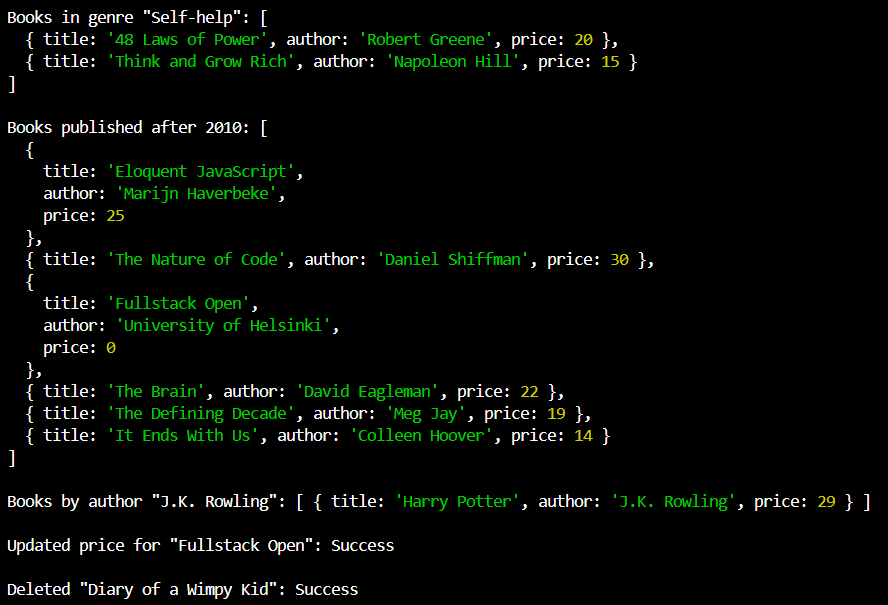 Books in genre "Self-help": [
  { title: '48 Laws of Power', author: 'Robert Greene', price: 20 },
  { title: 'Think and Grow Rich', author: 'Napoleon Hill', price: 15 }
]

Books published after 2010: [
  {
    title: 'Eloquent JavaScript',
    author: 'Marijn Haverbeke',
    price: 25
  },
  { title: 'The Nature of Code', author: 'Daniel Shiffman', price: 30 },
  {
    title: 'Fullstack Open',
    author: 'University of Helsinki',
    price: 0
  },
  { title: 'The Brain', author: 'David Eagleman', price: 22 },
  { title: 'The Defining Decade', author: 'Meg Jay', price: 19 },
  { title: 'It Ends With Us', author: 'Colleen Hoover', price: 14 }
]

Books by author "J.K. Rowling": [ { title: 'Harry Potter', author: 'J.K. Rowling', price: 29 } ]

Updated price for "Fullstack Open": Success

Deleted "Diary of a Wimpy Kid": Success